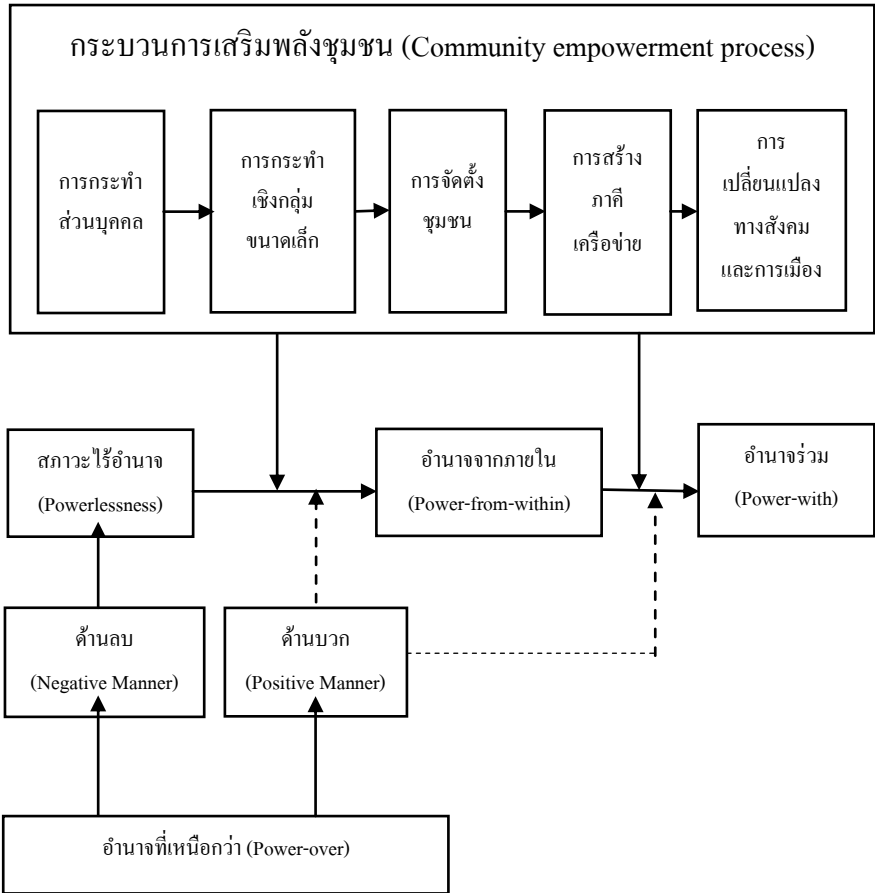 กระบวนการเสริมพลังชุมชน (Community empowerment process)
การกระทำ
ส่วนบุคคล
การกระทำ
เชิงกลุ่ม
ขนาดเล็ก
การจัดตั้ง
ชุมชน
การสร้าง
ภาคี
เครือข่าย
การ
เปลี่ยนแปลง
ทางสังคม
และการเมือง
สภาวะไร้อำนาจ
(Powerlessness)
อำนาจจากภายใน
(Power-from-within)
อำนาจร่วม
(Power-with)
ด้านลบ
(Negative Manner)
ด้านบวก
(Positive Manner)
อำนาจที่เหนือกว่า (Power-over)